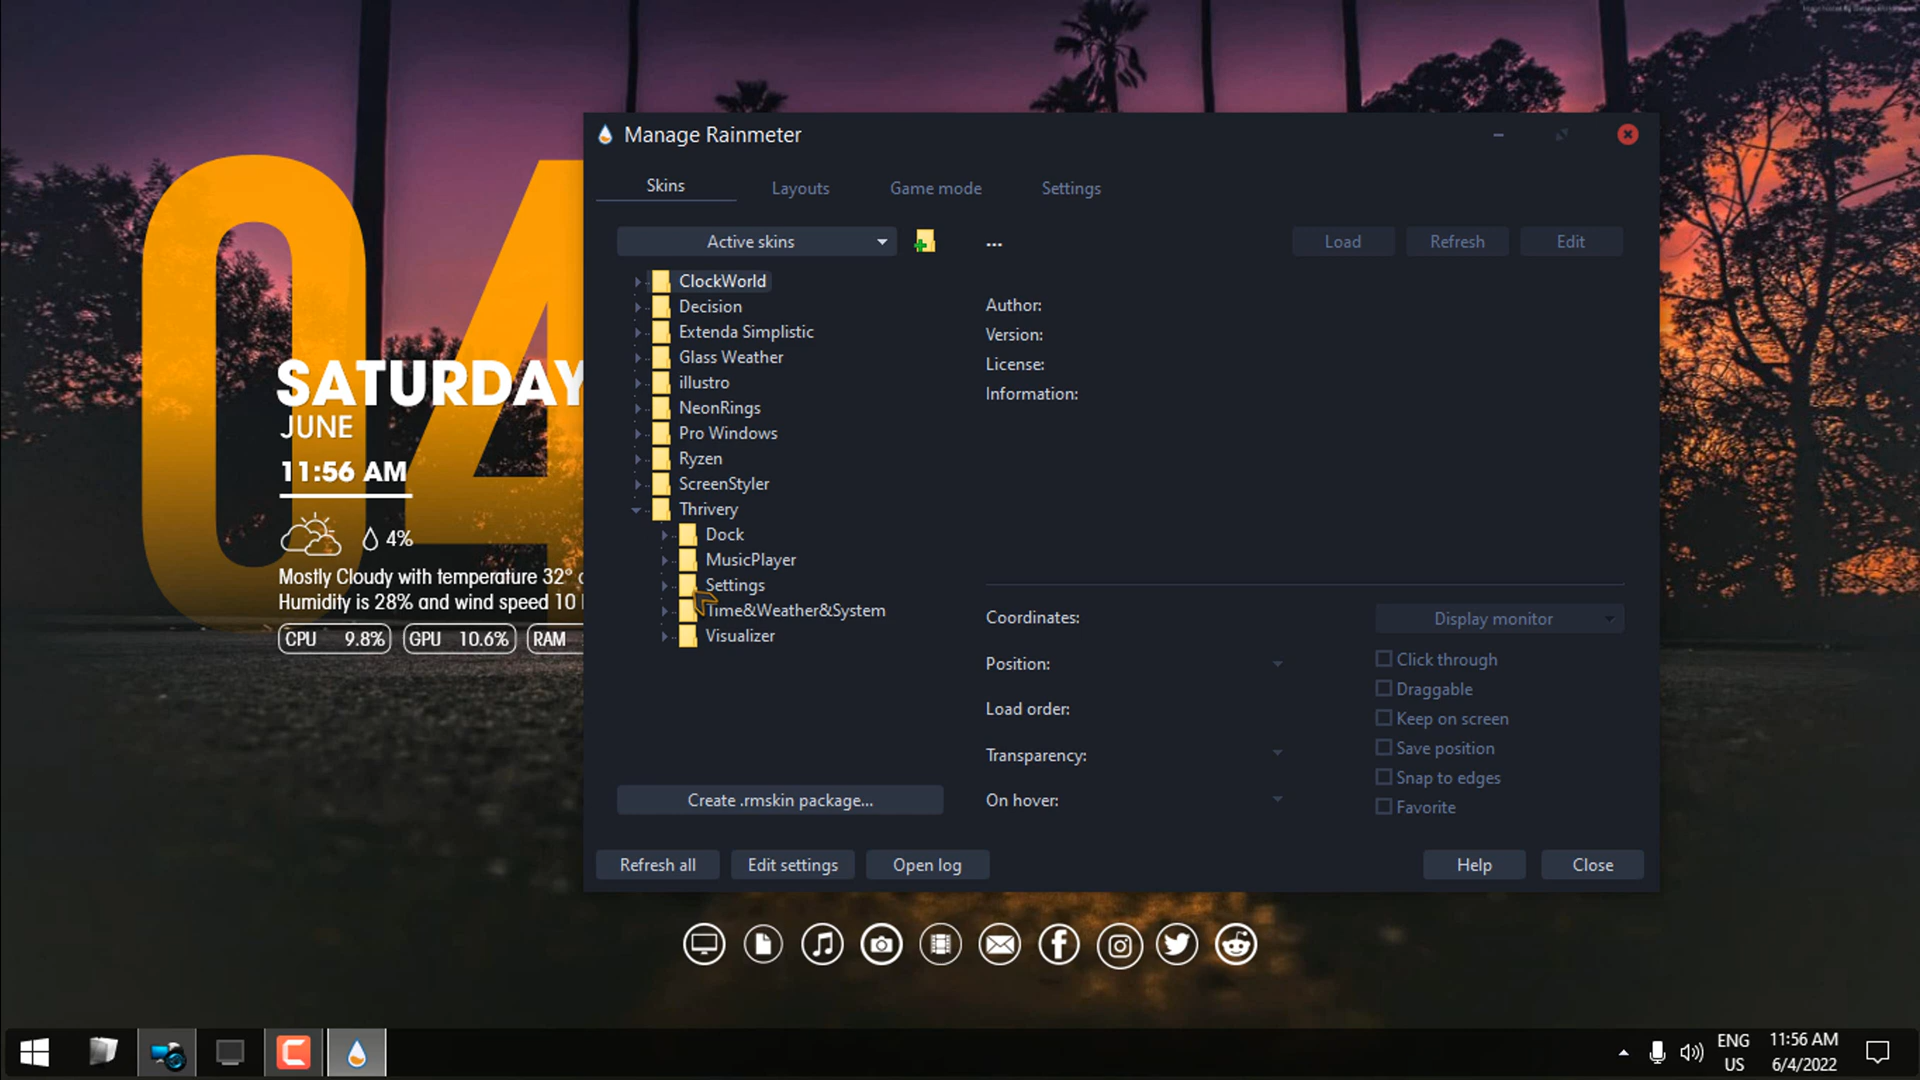 04
SATURDAY
JUNE
11:56 AM
4%
Mostly Cloudy with temperature 32°
Humidity is 28% and wind speed 10
CPU 9.8% GPU 10.6% RAM
Manage Rainmeter
Skins Layouts Game mode Settings
Active skins ... Load Refresh Edit
ClockWorld
Decision
Extenda Simplistic
Glass Weather
illustro
NeonRings
Pro Windows
Ryzen
ScreenStyler
Thrivery
Dock
MusicPlayer
Settings
Time&Weather&System
Visualizer
Create .rmskin package...
Author:
Version:
License:
Information:
Coordinates:
Position:
Load order:
Transparency:
On hover:
Display monitor
Click through
Draggable
Keep on screen
Save position
Snap to edges
Favorite
Refresh all Edit settings Open log Help Close
ENG
US
11:56 AM
6/4/2022